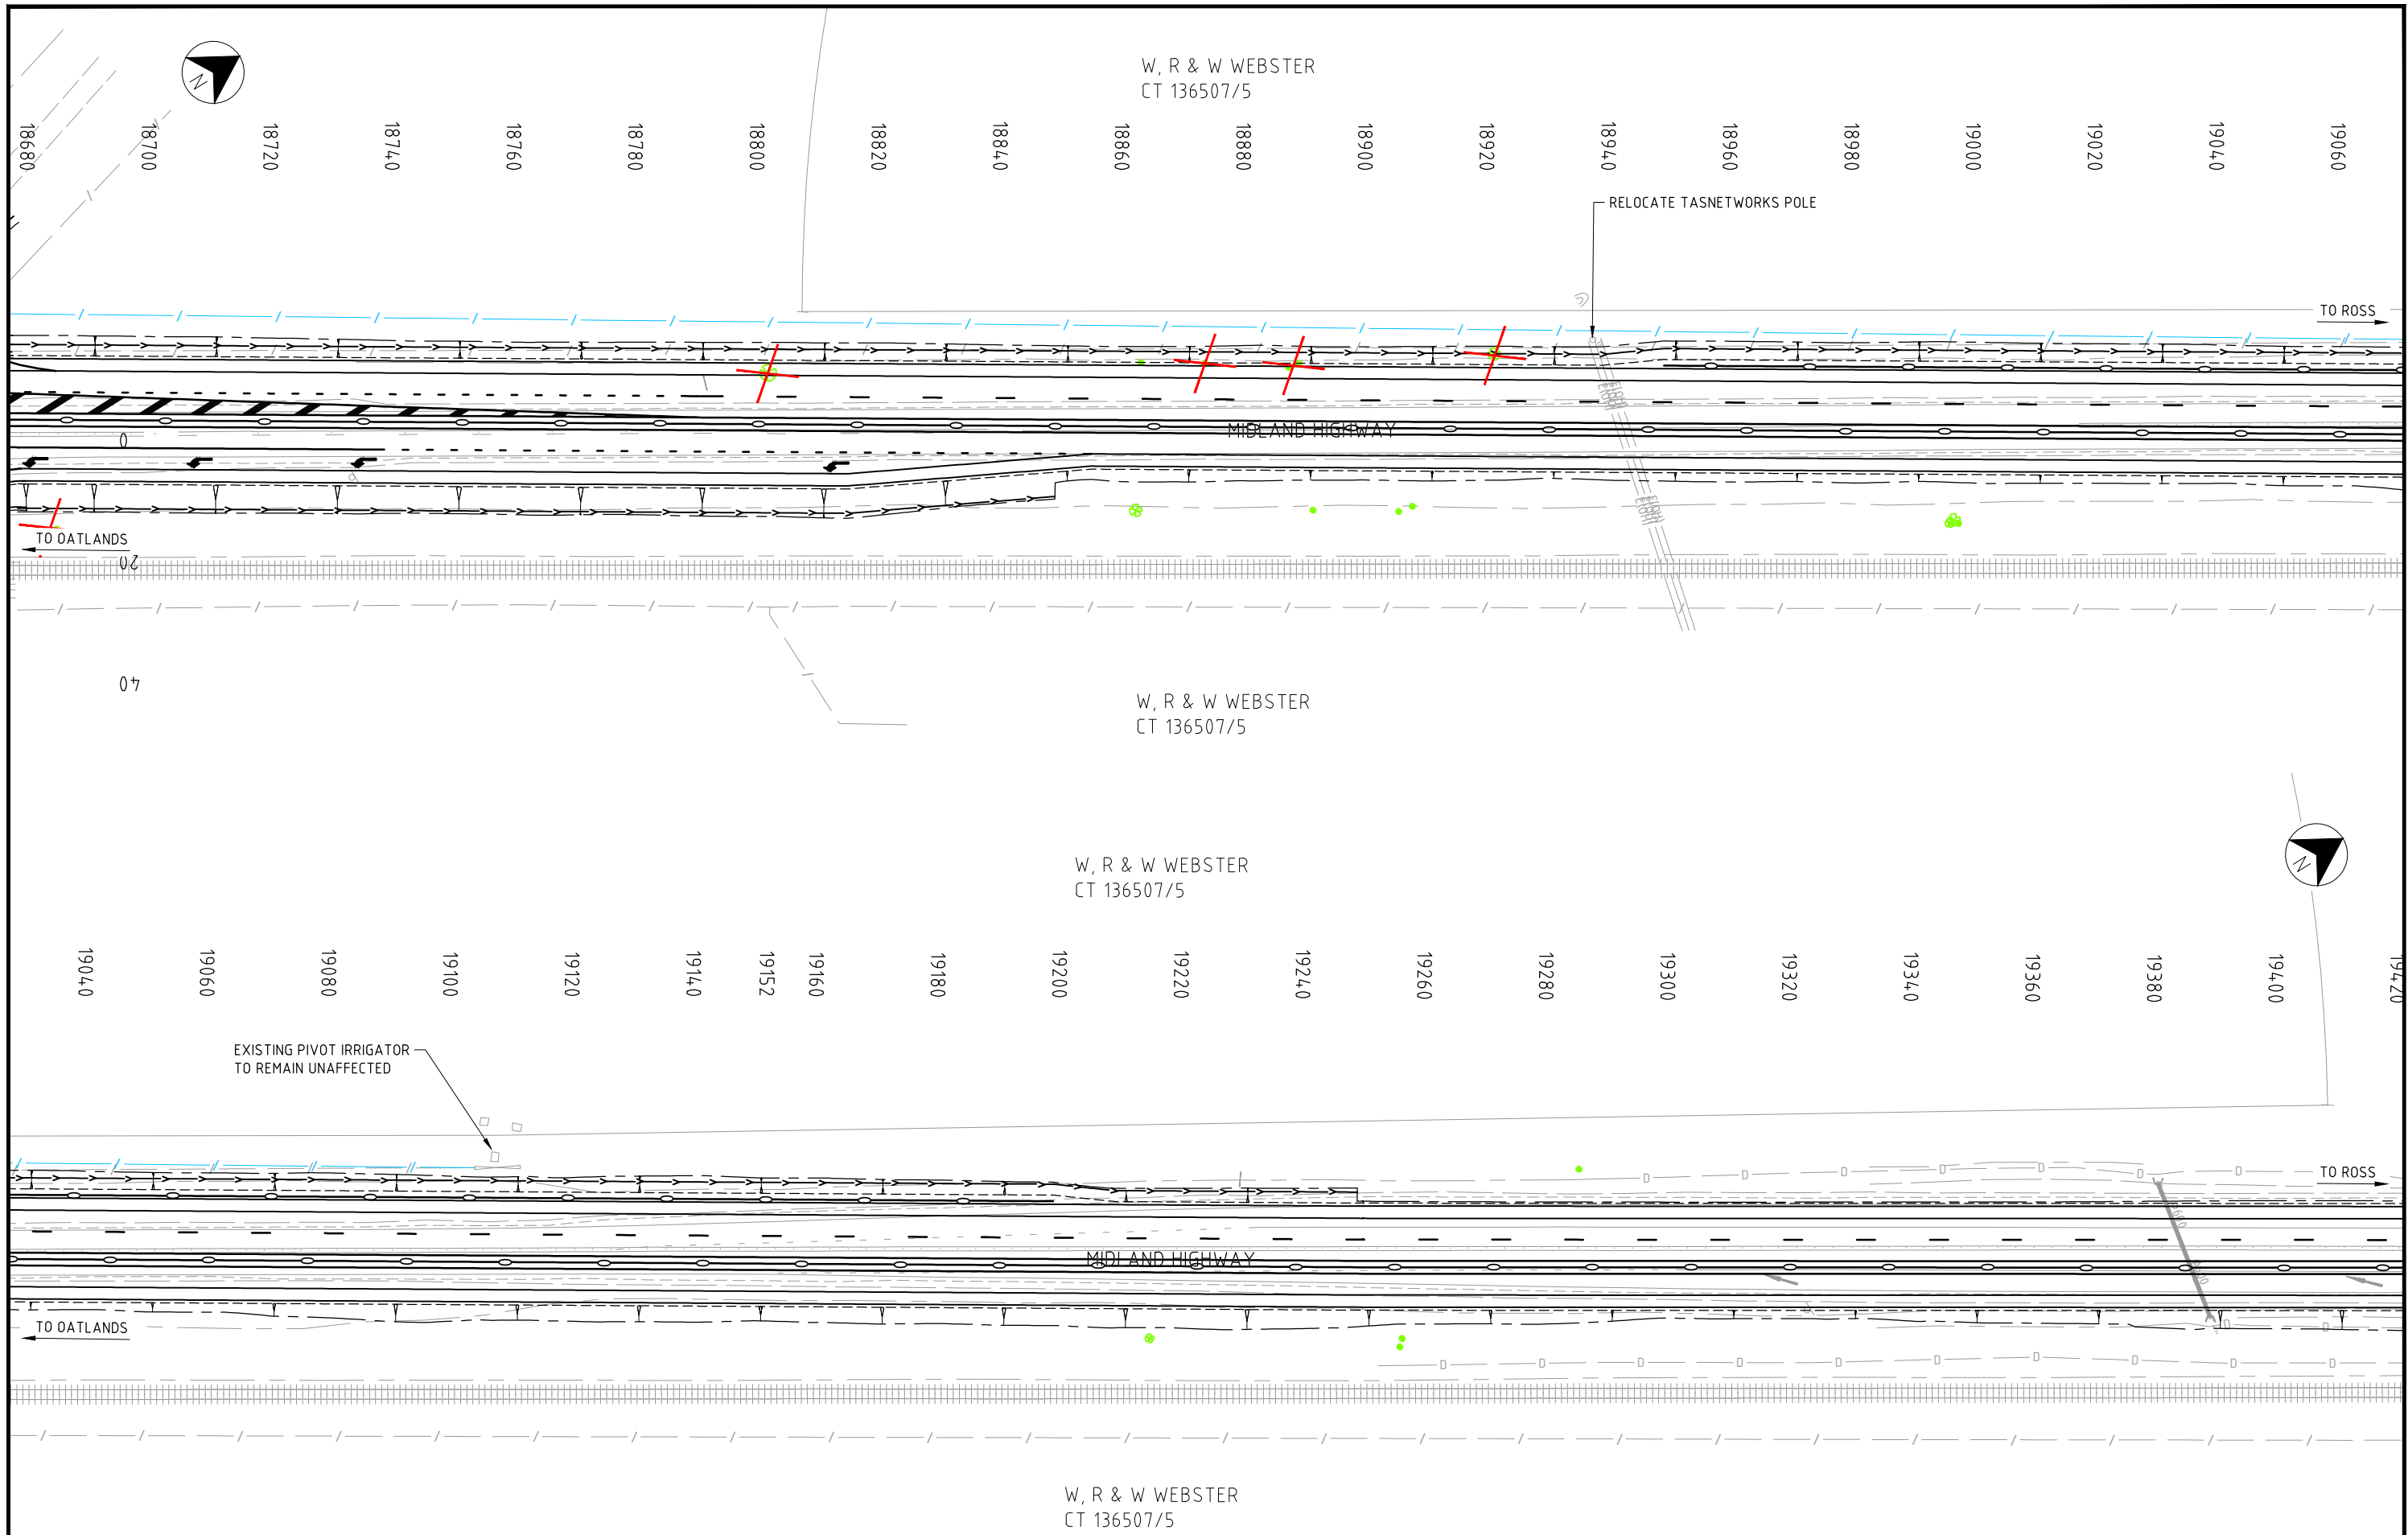 N
W, R & W WEBSTER
CT 136507/5
18680 18700 18720 18740 18760 18780 18800 18820 18840 18860 18880 18900 18920 18940 18960 18980 19000 19020 19040 19060
RELOCATE TASNETWORKS POLE
TO ROSS
MIDLAND HIGHWAY
0
TO OATLANDS
20
40
W, R & W WEBSTER
CT 136507/5
W, R & W WEBSTER
CT 136507/5
N
19040 19060 19080 19100 19120 19140 19152 19160 19180 19200 19220 19240 19260 19280 19300 19320 19340 19360 19380 19400 19420
EXISTING PIVOT IRRIGATOR
TO REMAIN UNAFFECTED
D D D D D D D
TO ROSS
MIDLAND HIGHWAY
D D
TO OATLANDS
D D D D D D D D D D
W, R & W WEBSTER
CT 136507/5